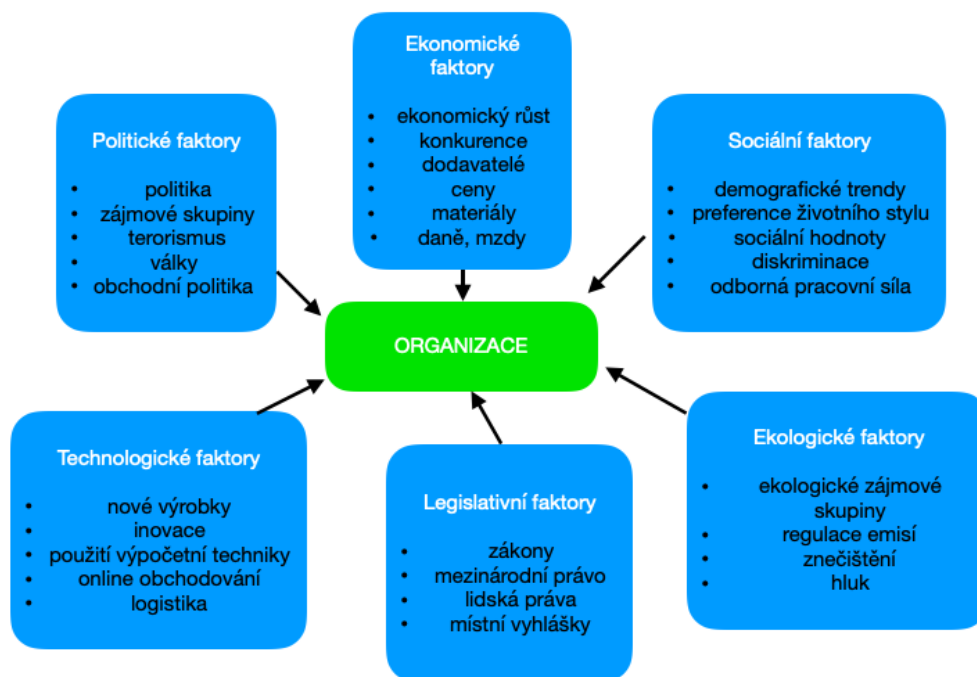 Ekonomické
faktory
• ekonomický růst
• konkurence
• dodavatelé
• ceny
• materiály
• daně, mzdy
Politické faktory
• politika
• zájmové skupiny
• terorismus
• války
• obchodní politika
Sociální faktory
• demografické trendy
• preference životního stylu
• sociální hodnoty
• diskriminace
• odborná pracovní síla
ORGANIZACE
Technologické faktory
• nové výrobky
• inovace
• použití výpočetní techniky
• online obchodování
• logistika
Legislativní faktory
• zákony
• mezinárodní právo
• lidská práva
• místní vyhlášky
Ekologické faktory
• ekologické zájmové
skupiny
• regulace emisí
• znečištění
• hluk